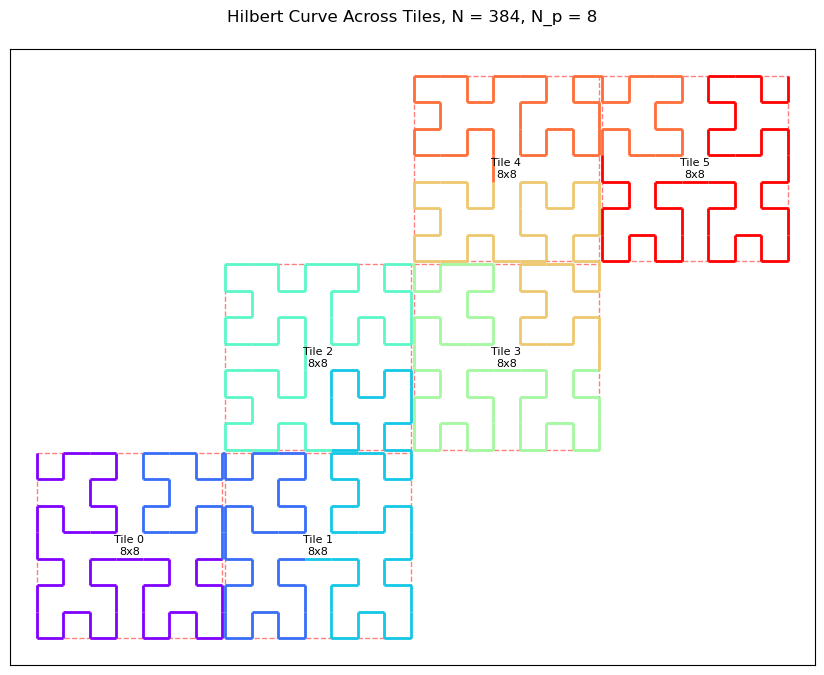 Hilbert Curve Across Tiles, N = 384, N_p = 8
Tile 4
8x8
Tile 5
8x8
Tile 2
8x8
Tile 3
8x8
Tile 0
8x8
Tile 1
8x8